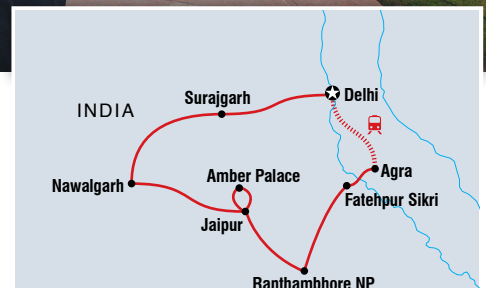 INDIA
Surajgarh
Delhi
Nawalgarh
Amber Palace
Agra
Fatehpur Sikri
Jaipur
Ranthambhore NP